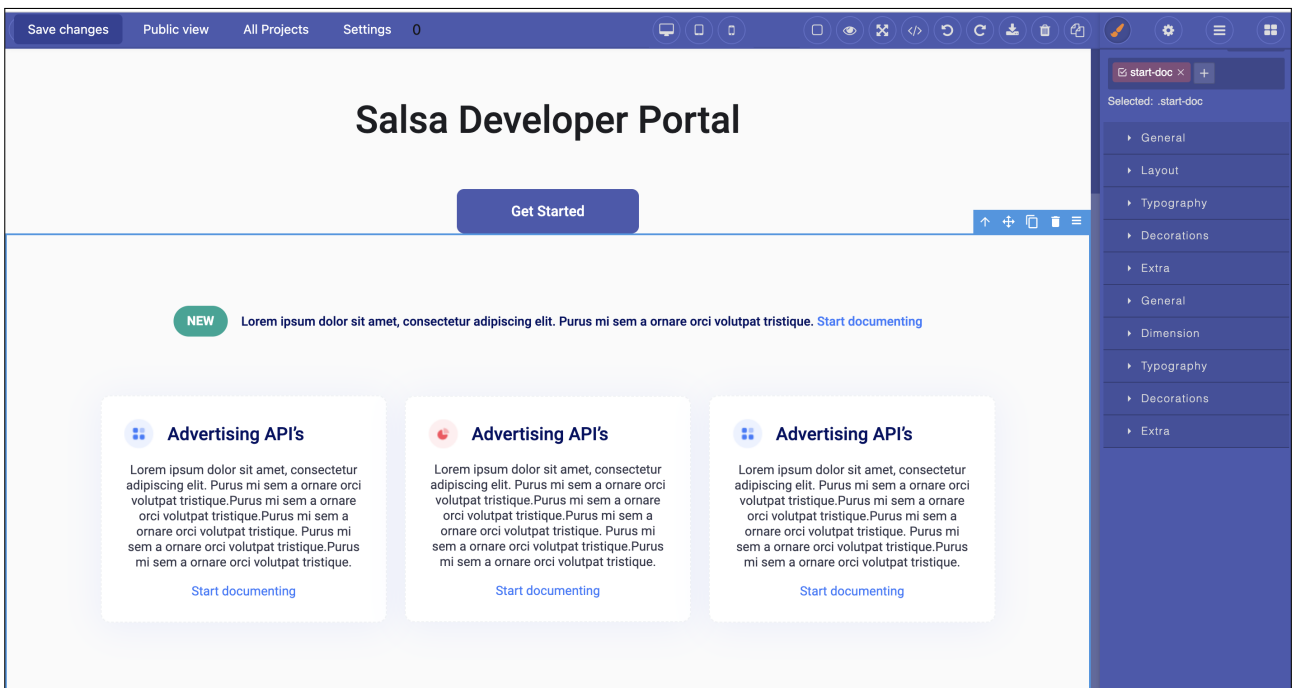 Save changes Public view All Projects Settings 0
start-doc × +
Selected: .start-doc
General
Layout
Typography
Decorations
Extra
General
Dimension
Typography
Decorations
Extra
Salsa Developer Portal
Get Started
NEW Lorem ipsum dolor sit amet, consectetur adipiscing elit. Purus mi sem a ornare orci volutpat tristique. Start documenting
Advertising API's
Lorem ipsum dolor sit amet, consectetur
adipiscing elit. Purus mi sem a ornare orci
volutpat tristique.Purus mi sem a ornare
orci volutpat tristique.Purus mi sem a
ornare orci volutpat tristique. Purus mi
sem a ornare orci volutpat tristique.Purus
mi sem a ornare orci volutpat tristique.
Start documenting
Advertising API's
Lorem ipsum dolor sit amet, consectetur
adipiscing elit. Purus mi sem a ornare orci
volutpat tristique.Purus mi sem a ornare
orci volutpat tristique.Purus mi sem a
ornare orci volutpat tristique. Purus mi
sem a ornare orci volutpat tristique.Purus
mi sem a ornare orci volutpat tristique.
Start documenting
Advertising API's
Lorem ipsum dolor sit amet, consectetur
adipiscing elit. Purus mi sem a ornare orci
volutpat tristique.Purus mi sem a ornare
orci volutpat tristique.Purus mi sem a
ornare orci volutpat tristique. Purus mi
sem a ornare orci volutpat tristique.Purus
mi sem a ornare orci volutpat tristique.
Start documenting